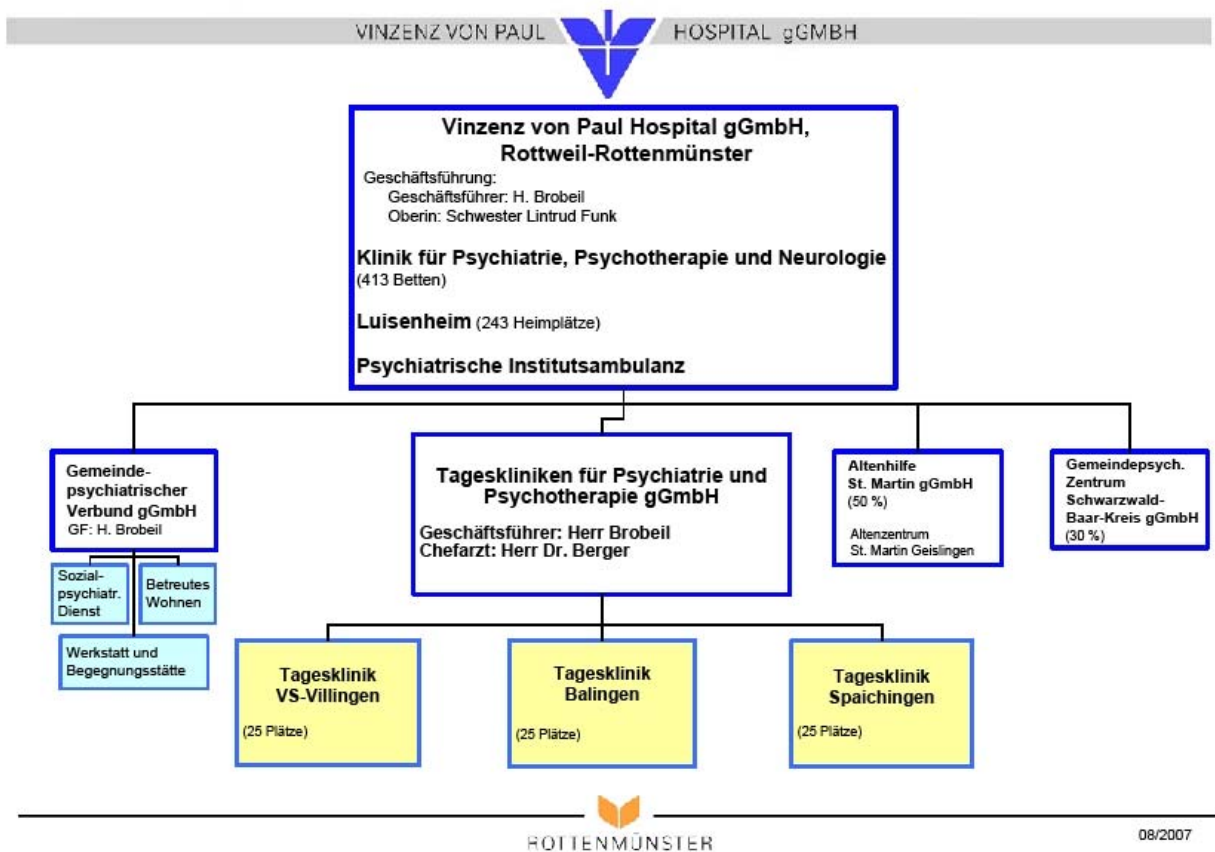 VINZENZ VON PAUL HOSPITAL gGMBH
Vinzenz von Paul Hospital gGmbH,
Rottweil-Rottenmünster
Geschäftsführung:
Geschäftsführer: H. Brobeil
Oberin: Schwester Lintrud Funk
Klinik für Psychiatrie, Psychotherapie und Neurologie
(413 Betten)
Luisenheim (243 Heimplätze)
Psychiatrische Institutsambulanz
Gemeinde-
psychiatrischer
Verbund gGmbH
GF: H. Brobeil
Sozial-
psychiatr.
Dienst
Betreutes
Wohnen
Werkstatt und
Begegnungsstätte
Tageskliniken für Psychiatrie und
Psychotherapie gGmbH
Geschäftsführer: Herr Brobeil
Chefarzt: Herr Dr. Berger
Tagesklinik
VS-Villingen
(25 Plätze)
Tagesklinik
Balingen
(25 Plätze)
Tagesklinik
Spaichingen
(25 Plätze)
Altenhilfe
St. Martin gGmbH
(50 %)
Altenzentrum
St. Martin Geislingen
Gemeindepsych.
Zentrum
Schwarzwald-
Baar-Kreis gGmbH
(30 %)
ROTTENMÜNSTER
08/2007